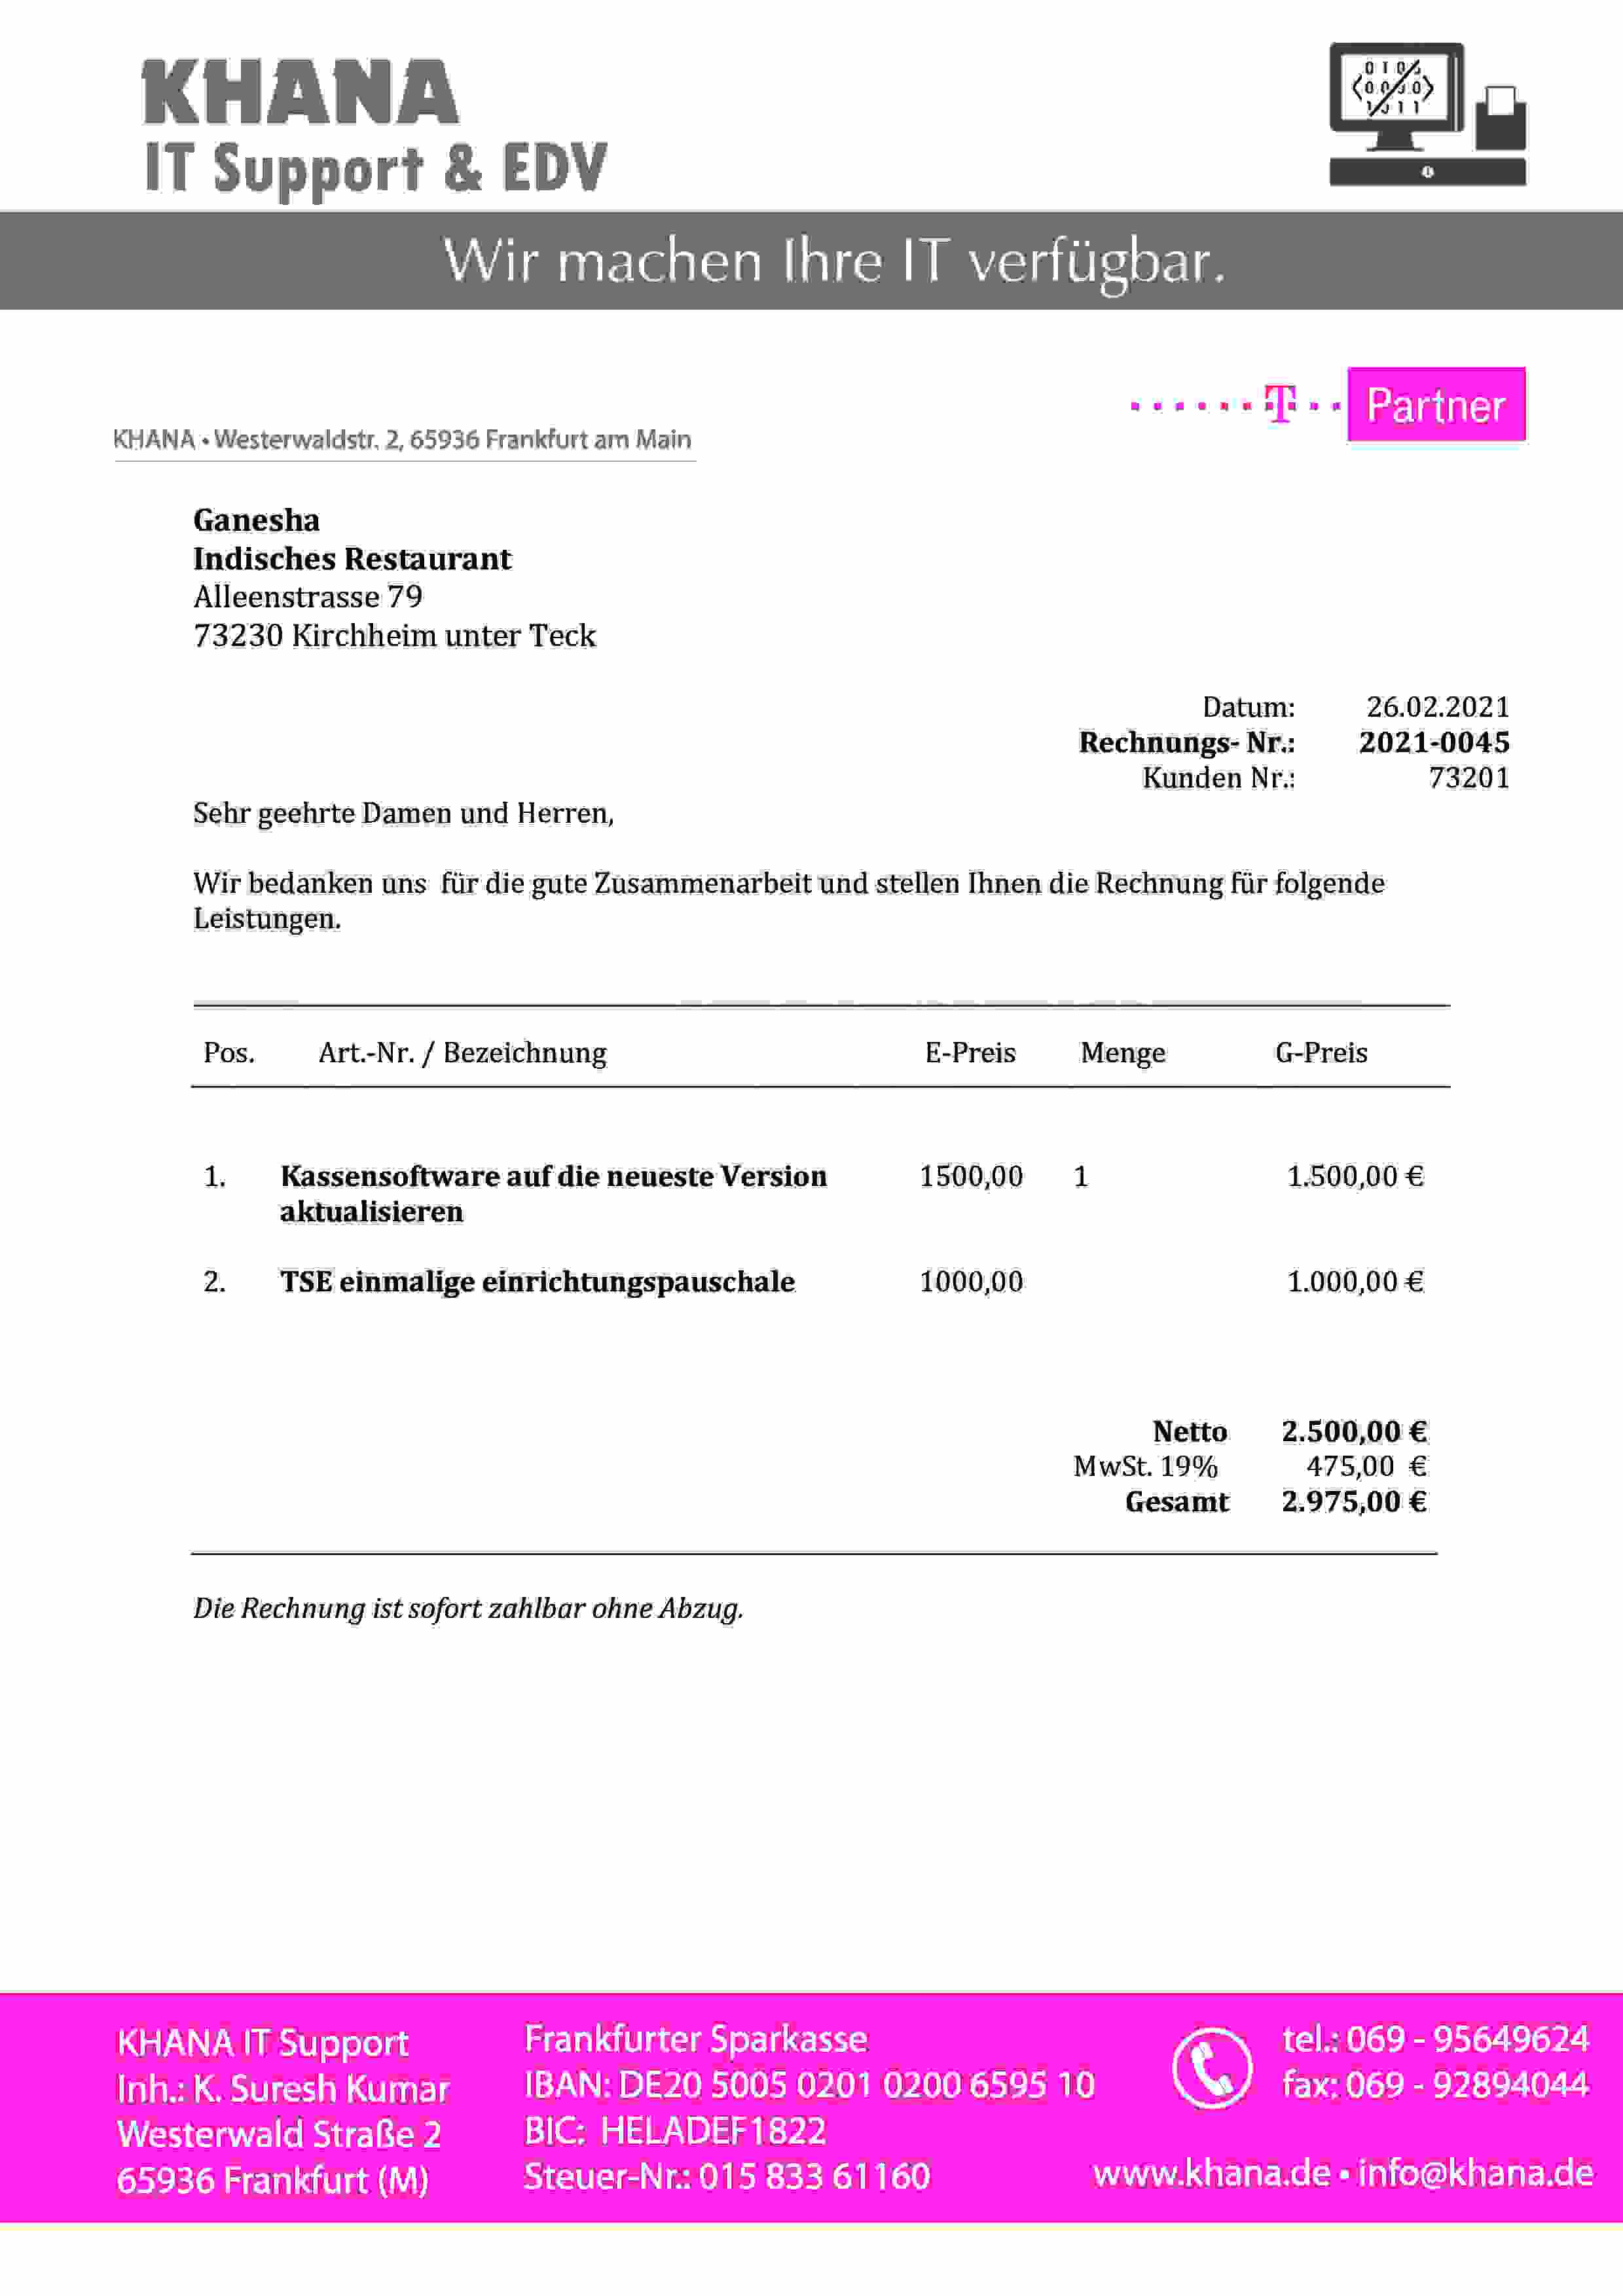 KHANA
IT Support & EDV
Wir machen Ihre IT verfügbar.
T Partner
KHANA • Westerwaldstr. 2, 65936 Frankfurt am Main
Ganesha
Indisches Restaurant
Alleenstrasse 79
73230 Kirchheim unter Teck
Datum: 26.02.2021
Rechnungs- Nr.: 2021-0045
Kunden Nr.: 73201
Sehr geehrte Damen und Herren,
Wir bedanken uns für die gute Zusammenarbeit und stellen Ihnen die Rechnung für folgende
Leistungen.
Pos. Art.-Nr. / Bezeichnung E-Preis Menge G-Preis
1. Kassensoftware auf die neueste Version 1500,00 1 1.500,00 €
aktualisieren
2. TSE einmalige einrichtungspauschale 1000,00 1.000,00 €
Netto 2.500,00 €
MwSt. 19% 475,00 €
Gesamt 2.975,00 €
Die Rechnung ist sofort zahlbar ohne Abzug.
KHANA IT Support
Inh.: K. Suresh Kumar
Westerwald Straße 2
65936 Frankfurt (M)
Frankfurter Sparkasse
IBAN: DE20 5005 0201 0200 6595 10
BIC: HELADEF1822
Steuer-Nr.: 015 833 61160
tel.: 069 - 95649624
fax: 069 - 92894044
www.khana.de • info@khana.de